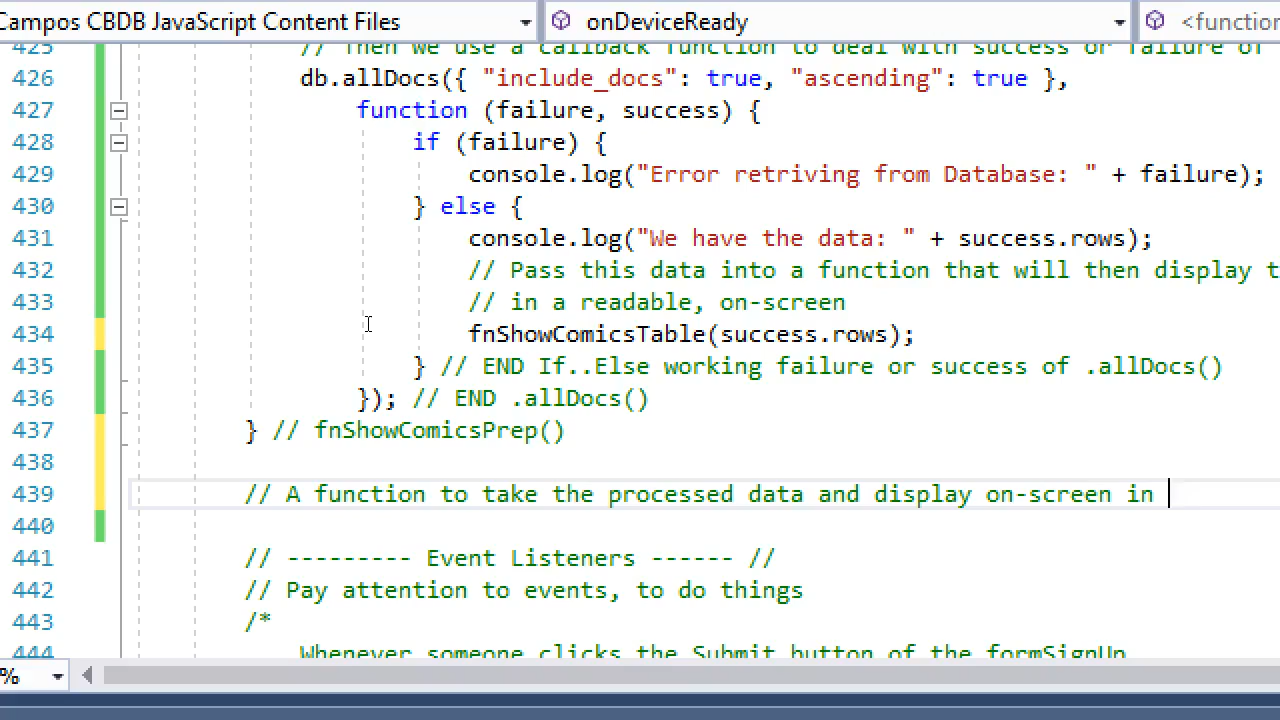 Campos CBDB JavaScript Content Files onDeviceReady <function
425 // Then we use a callback function to deal with success or failure of
426 db.allDocs({ "include_docs": true, "ascending": true },
427 function (failure, success) {
428 if (failure) {
429 console.log("Error retriving from Database: " + failure);
430 } else {
431 console.log("We have the data: " + success.rows);
432 // Pass this data into a function that will then display t
433 // in a readable, on-screen
434 fnShowComicsTable(success.rows);
435 } // END If..Else working failure or success of .allDocs()
436 }); // END .allDocs()
437 } // fnShowComicsPrep()
438
439 // A function to take the processed data and display on-screen in
440
441 // --------- Event Listeners ------ //
442 // Pay attention to events, to do things
443 /*
444 Whenever someone clicks the Submit button of the formSignUp
%